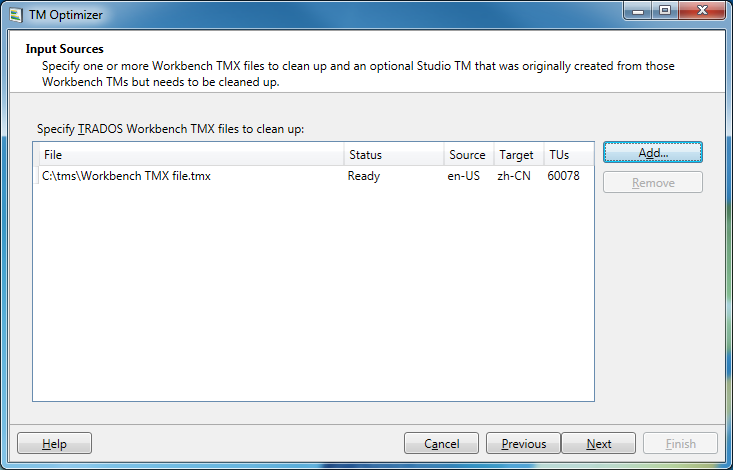 TM Optimizer
Input Sources
Specify one or more Workbench TMX files to clean up and an optional Studio TM that was originally created from those
Workbench TMs but needs to be cleaned up.
Specify TRADOS Workbench TMX files to clean up:
File Status Source Target TUs
C:\tms\Workbench TMX file.tmx Ready en-US zh-CN 60078
Add...
Remove
Help Cancel Previous Next Finish